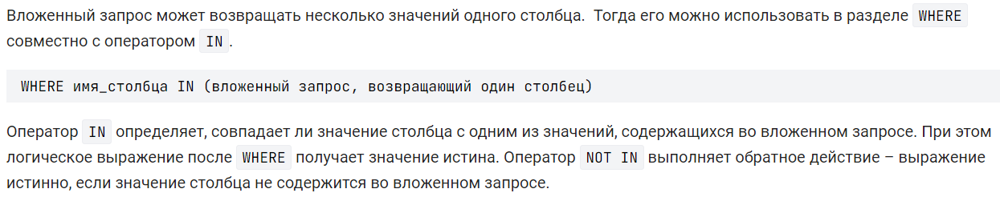 Вложенный запрос может возвращать несколько значений одного столбца.  Тогда его можно использовать в разделе WHERE
совместно с оператором IN.
WHERE имя_столбца IN (вложенный запрос, возвращающий один столбец)
Оператор IN определяет, совпадает ли значение столбца с одним из значений, содержащихся во вложенном запросе. При этом
логическое выражение после WHERE получает значение истина. Оператор NOT IN выполняет обратное действие – выражение
истинно, если значение столбца не содержится во вложенном запросе.